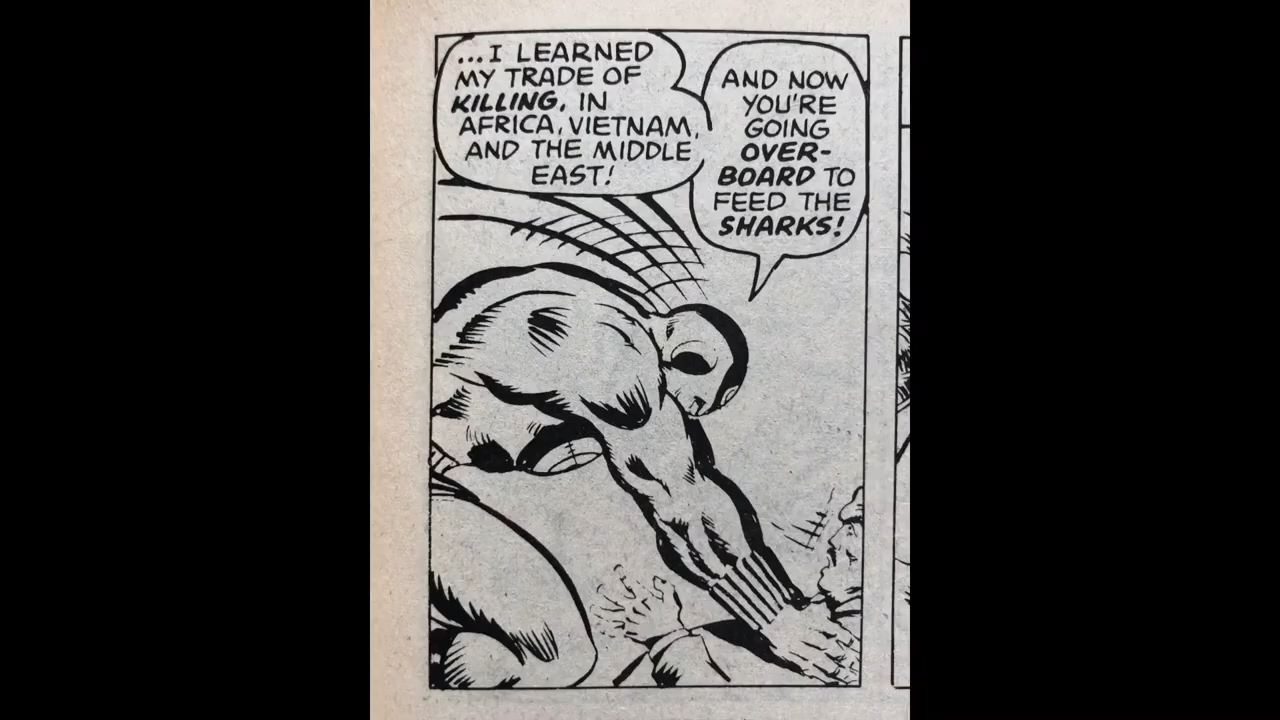 ...I LEARNED
MY TRADE OF
KILLING. IN
AFRICA, VIETNAM,
AND THE MIDDLE
EAST!
AND NOW
YOU'RE
GOING
OVER-
BOARD TO
FEED THE
SHARKS!